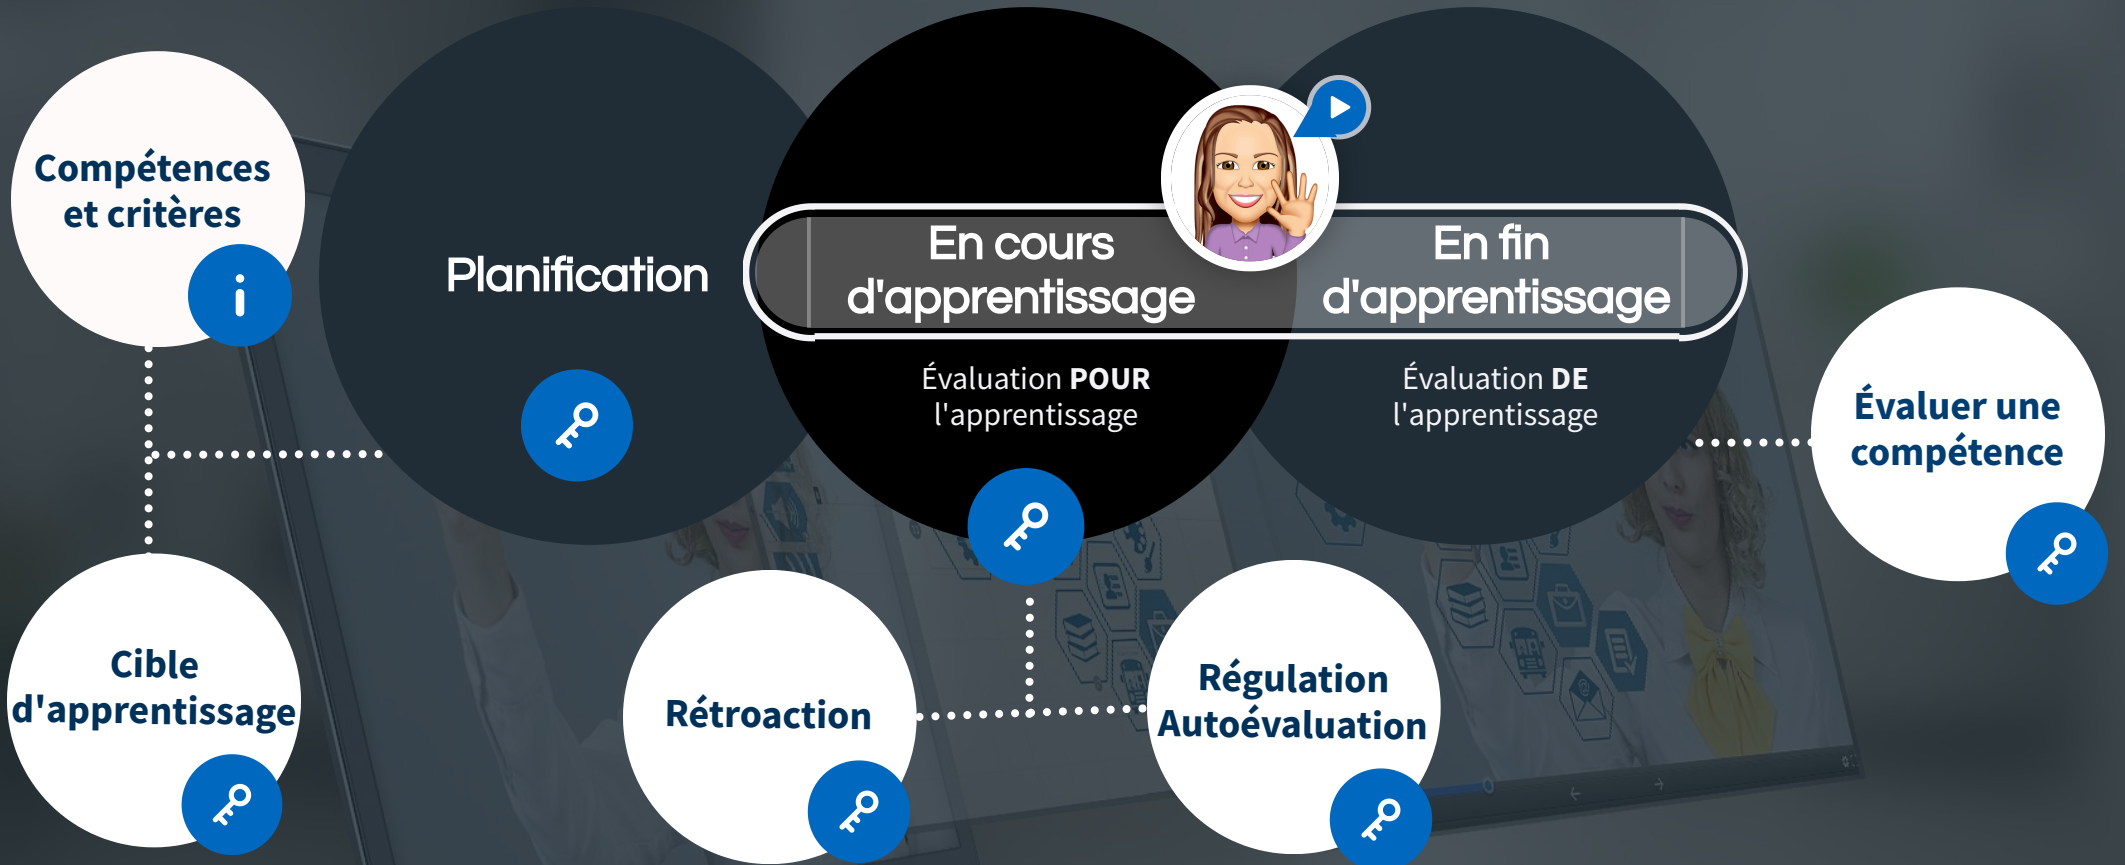 Compétences
et critères
Planification
En cours
d'apprentissage
Évaluation POUR
l'apprentissage
En fin
d'apprentissage
Évaluation DE
l'apprentissage
Évaluer une
compétence
Cible
d'apprentissage
Rétroaction
Régulation
Autoévaluation